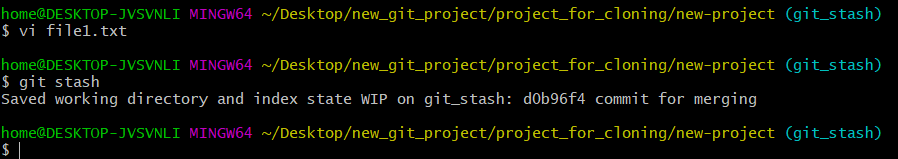 home@DESKTOP-JVSVNLI MINGW64 ~/Desktop/new_git_project/project_for_cloning/new-project (git_stash)
$ vi file1.txt
home@DESKTOP-JVSVNLI MINGW64 ~/Desktop/new_git_project/project_for_cloning/new-project (git_stash)
$ git stash
Saved working directory and index state WIP on git_stash: d0b96f4 commit for merging
home@DESKTOP-JVSVNLI MINGW64 ~/Desktop/new_git_project/project_for_cloning/new-project (git_stash)
$